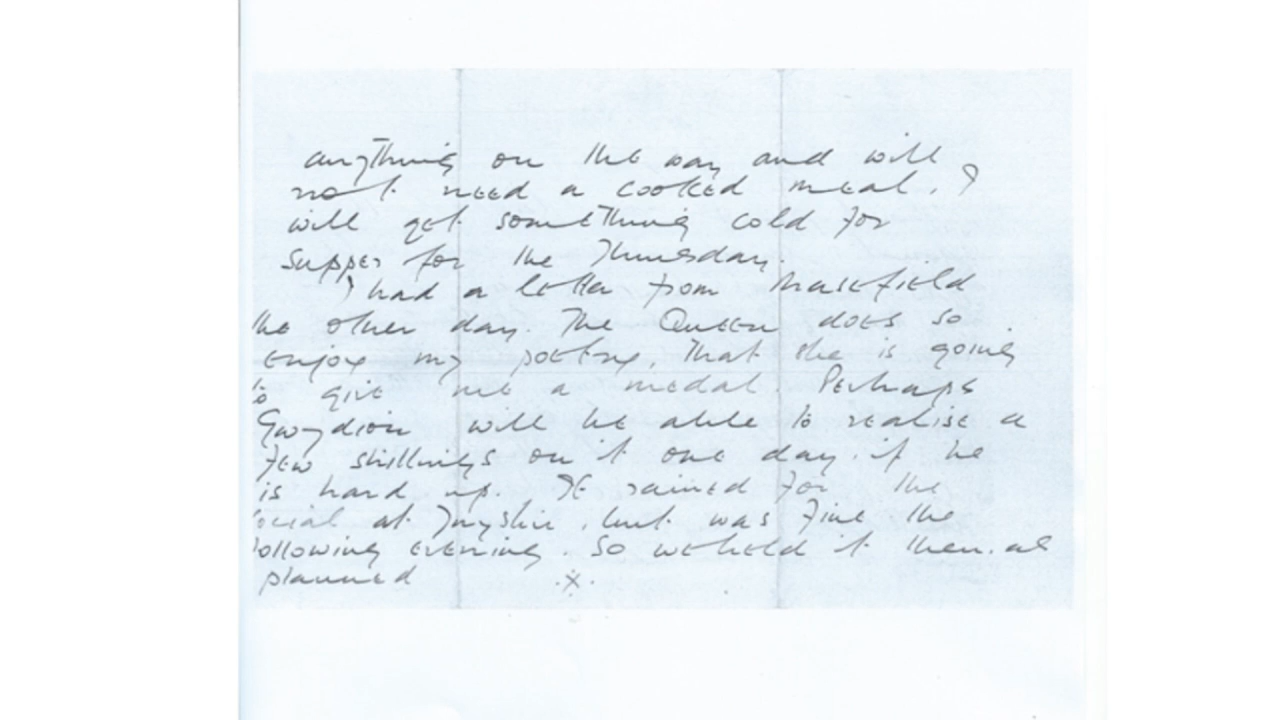 anything on the way and will
not need a cooked meal. I
will get something cold for
supper for the Thursday.
I had a letter from Masefield
the other day. The Queen does so
enjoy my poetry, that she is going
to give me a medal. Perhaps
Gwydion will be able to realise a
few shillings on it one day, if he
is hard up. It rained for the
ocial at, but was fine the
ollowing evening. So we held it then. as
planned